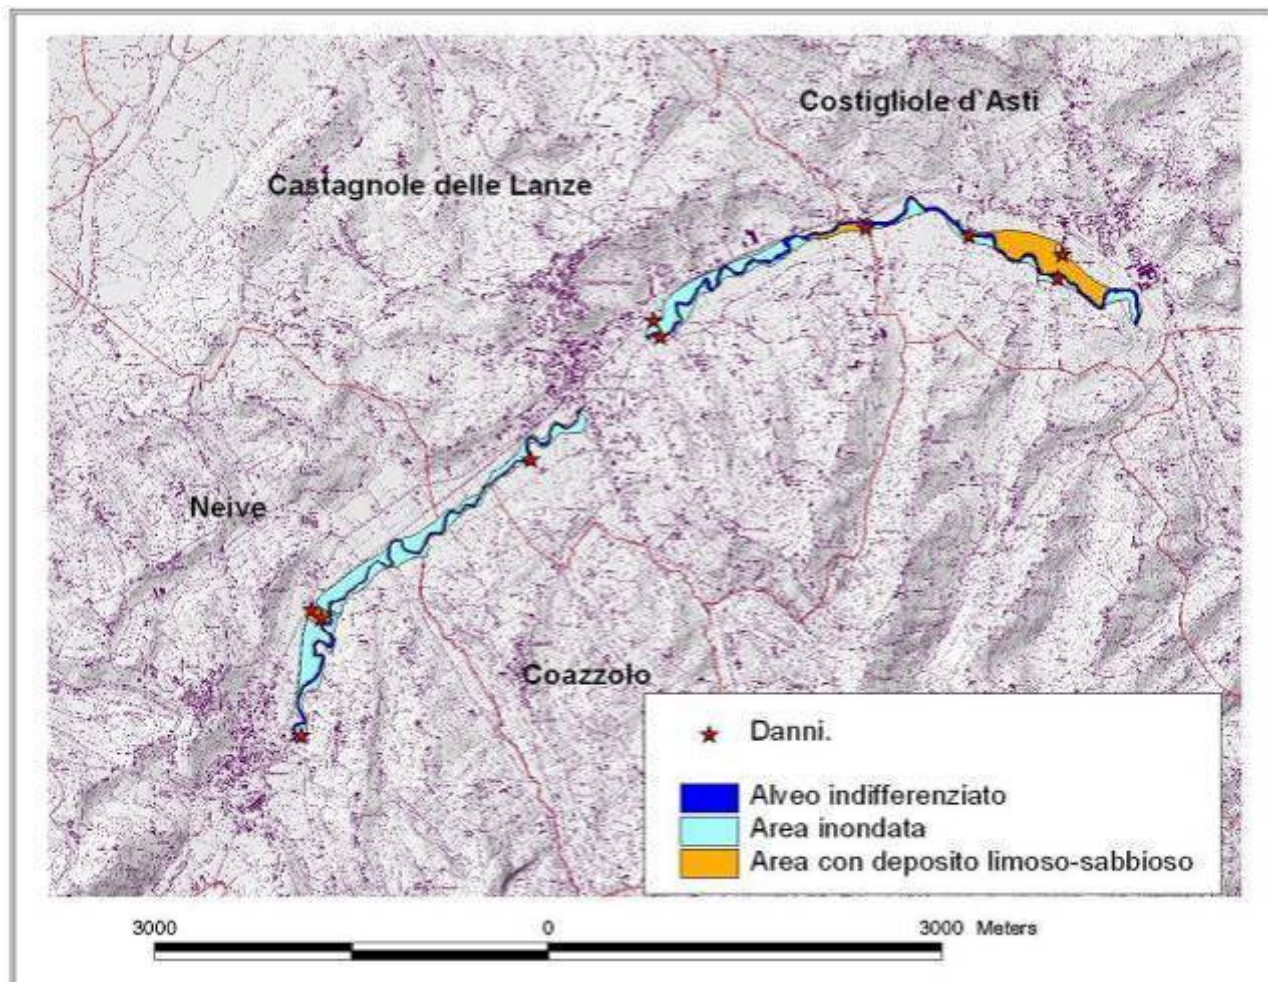 Costigliole d`Asti
Castagnole delle Lanze
Neive
Coazzolo
Danni.
Alveo indifferenziato
Area inondata
Area con deposito limoso-sabbioso
3000 0 3000 Meters